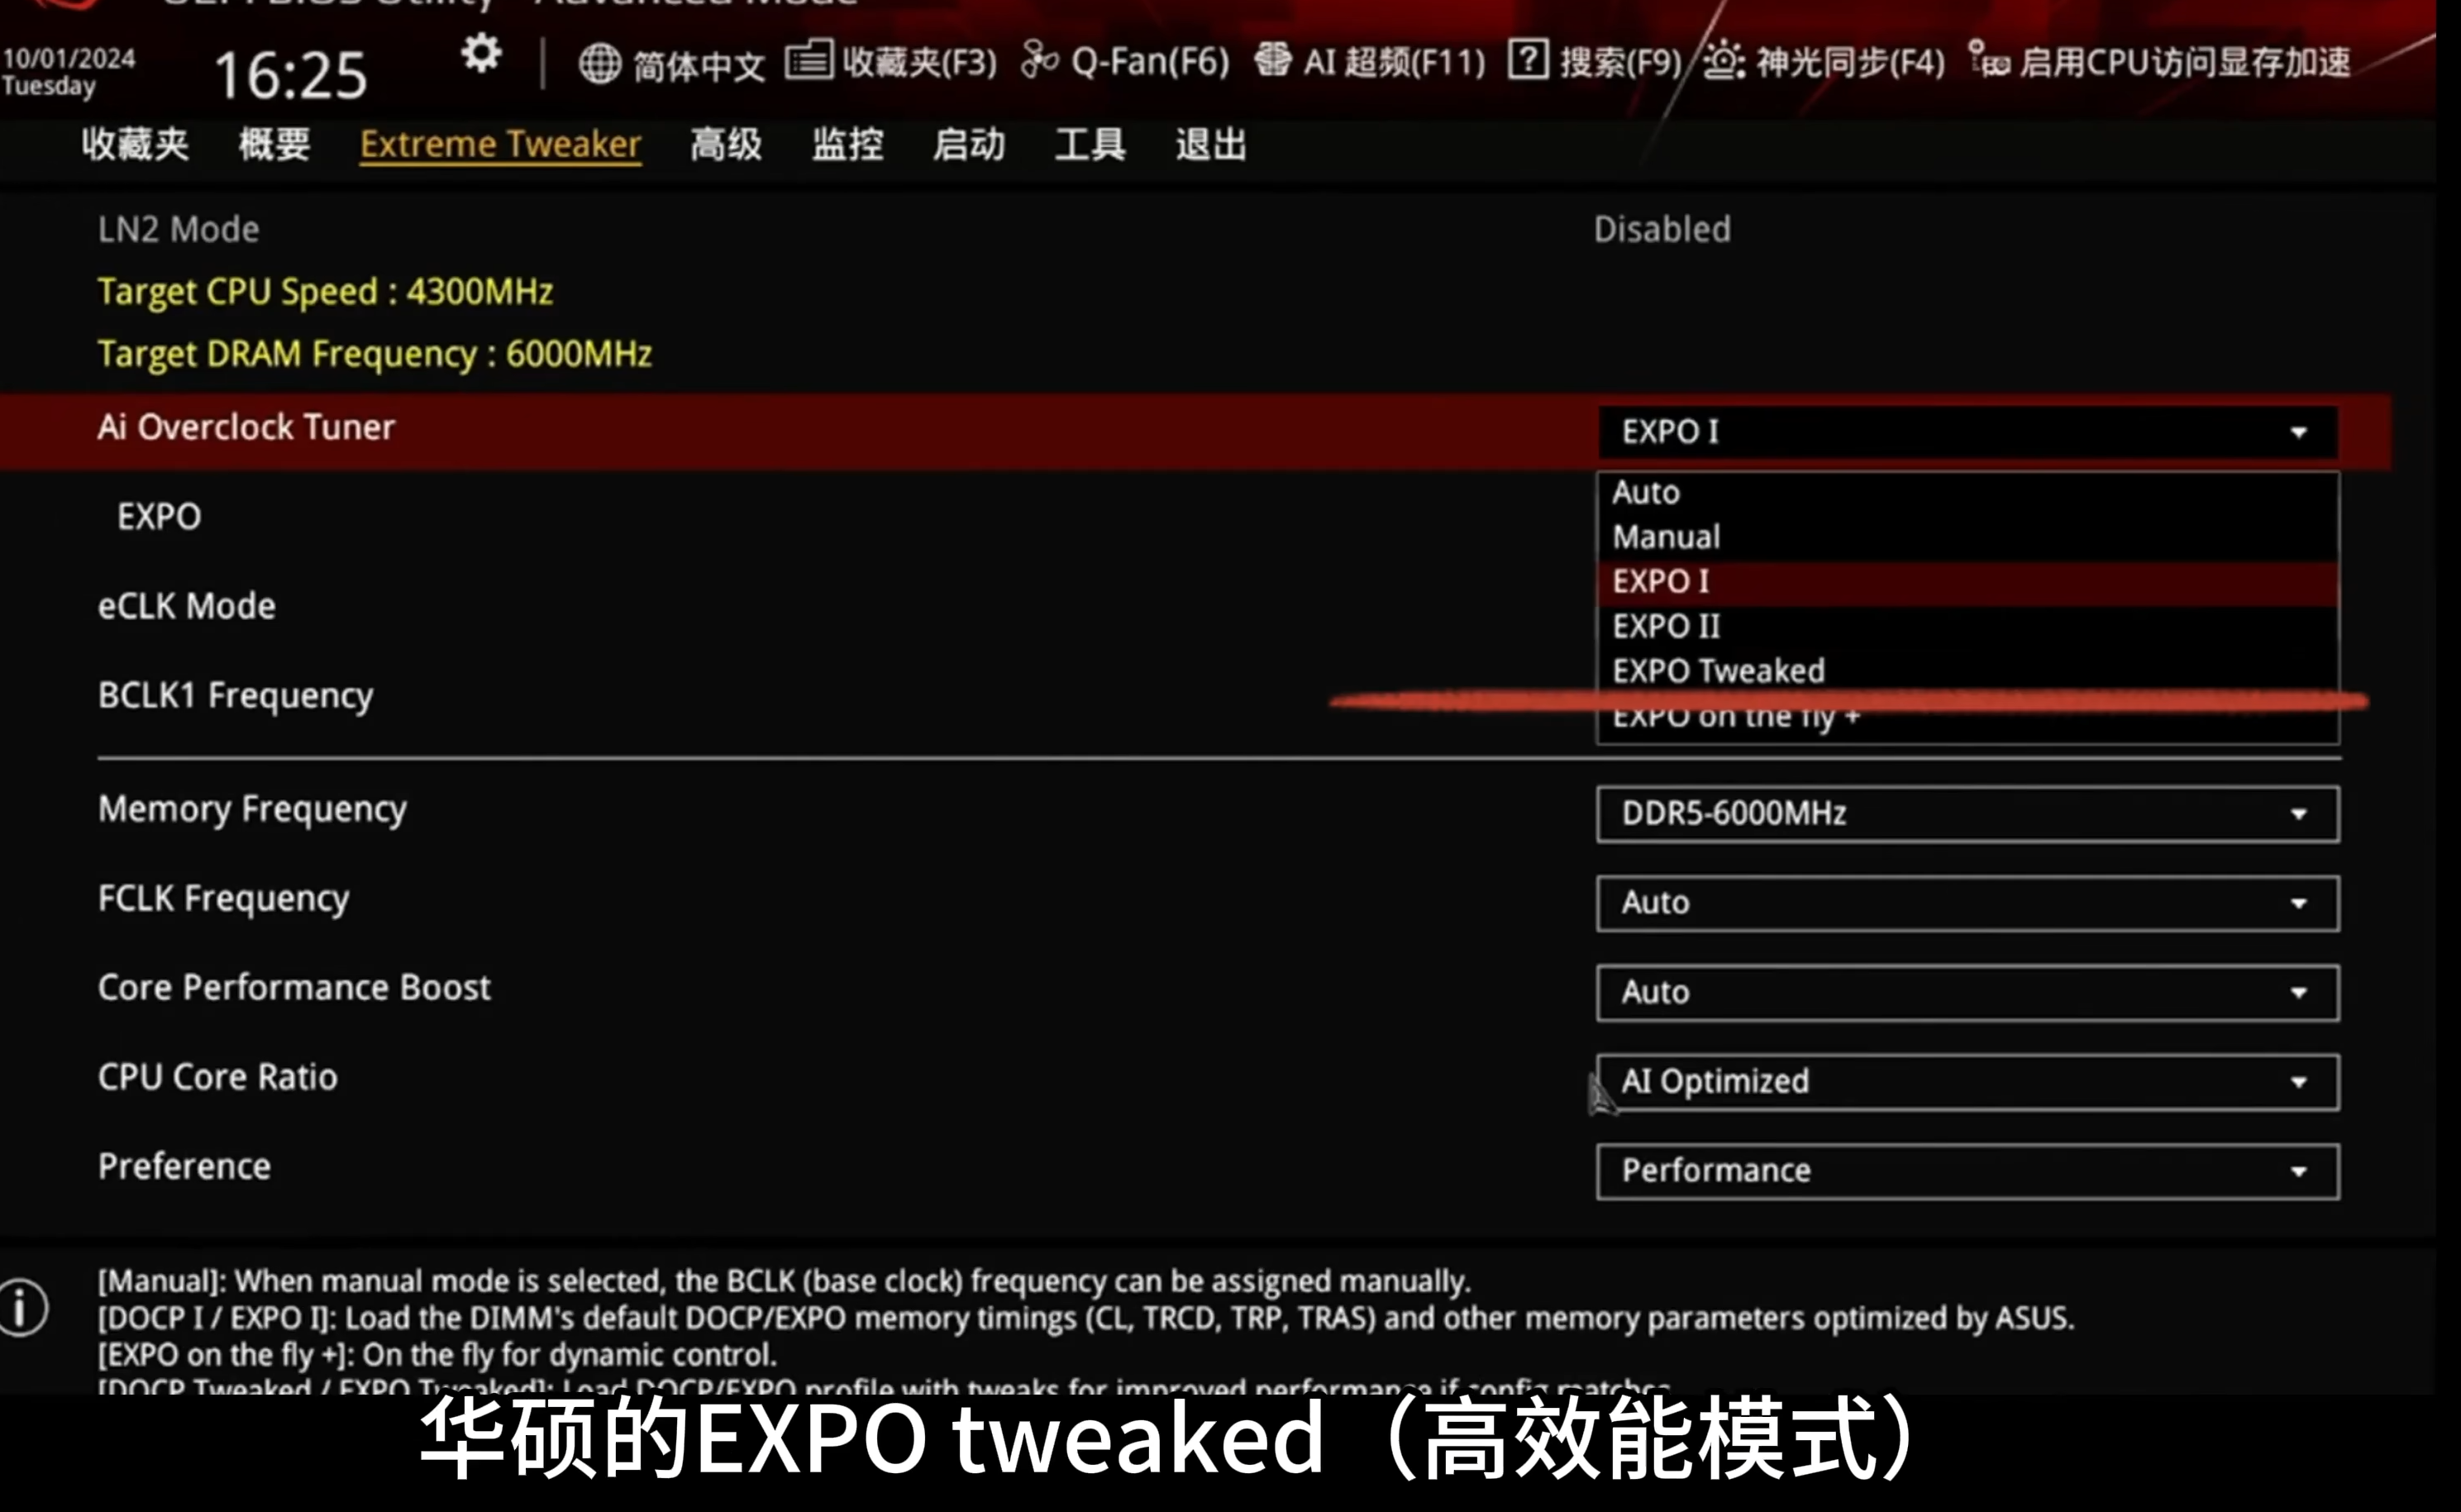 UEFI BIOS Utility - Advanced Mode
10/01/2024
Tuesday
16:25
简体中文
收藏夹(F3)
Q-Fan(F6)
AI 超频(F11)
? 搜索(F9)
神光同步(F4)
启用CPU访问显存加速
收藏夹 概要 Extreme Tweaker 高级 监控 启动 工具 退出
LN2 Mode Disabled
Target CPU Speed : 4300MHz
Target DRAM Frequency : 6000MHz
Ai Overclock Tuner EXPO I
Auto
EXPO
Manual
EXPO I
eCLK Mode
EXPO II
EXPO Tweaked
BCLK1 Frequency
EXPO on the fly +
Memory Frequency DDR5-6000MHz
FCLK Frequency Auto
Core Performance Boost Auto
CPU Core Ratio AI Optimized
Preference Performance
[Manual]: When manual mode is selected, the BCLK (base clock) frequency can be assigned manually.
[DOCP I / EXPO I]: Load the DIMM's default DOCP/EXPO memory timings (CL, TRCD, TRP, TRAS) and other memory parameters optimized by ASUS.
[EXPO on the fly +]: On the fly for dynamic control.
[DOCP Tweaked / EXPO Tweaked]: Load DOCP/EXPO profile with tweaks for improved performance if config matches.
华硕的EXPO tweaked（高效能模式）